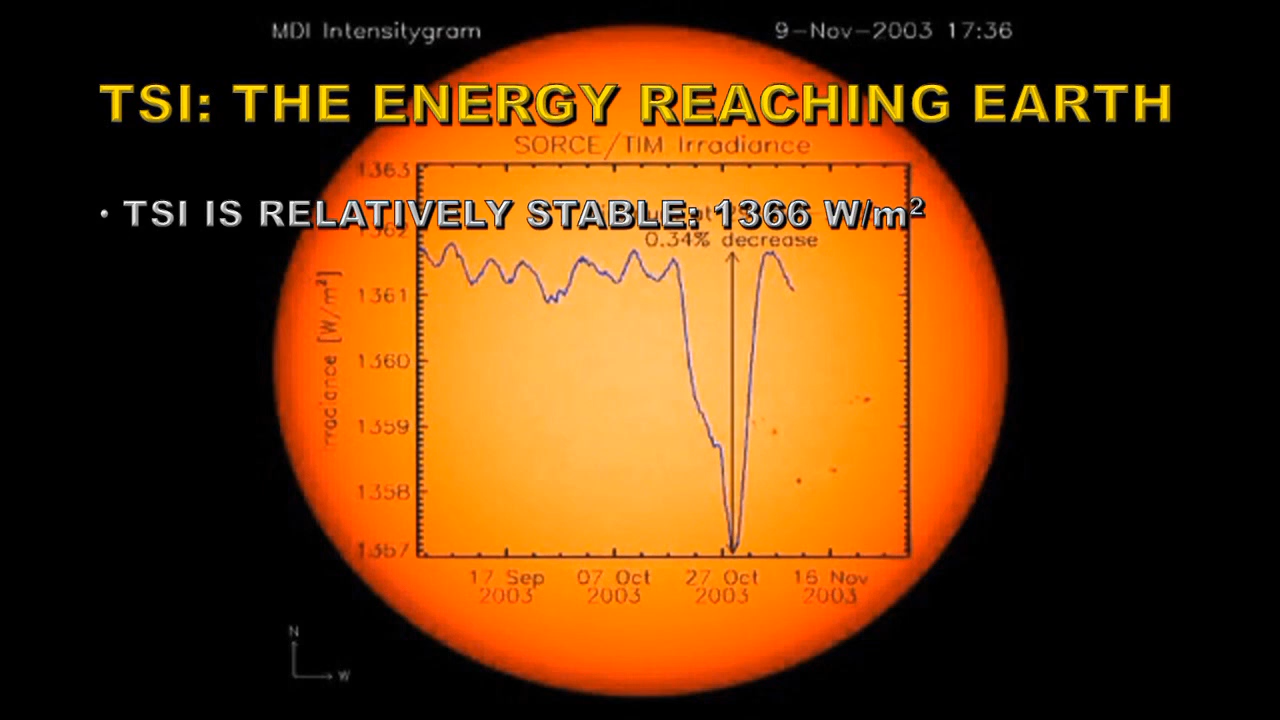 MDI Intensitygram
9-Nov-2003 17:36
TSI: THE ENERGY REACHING EARTH
SORCE/TIM Irradiance
1363
• TSI IS RELATIVELY STABLE: 1366 W/m²
1362
0.34% decrease
Irradiance [W/m²]
1361
1360
1359
1358
1357
17 Sep 07 Oct 27 Oct 16 Nov
2003 2003 2003 2003
N
W